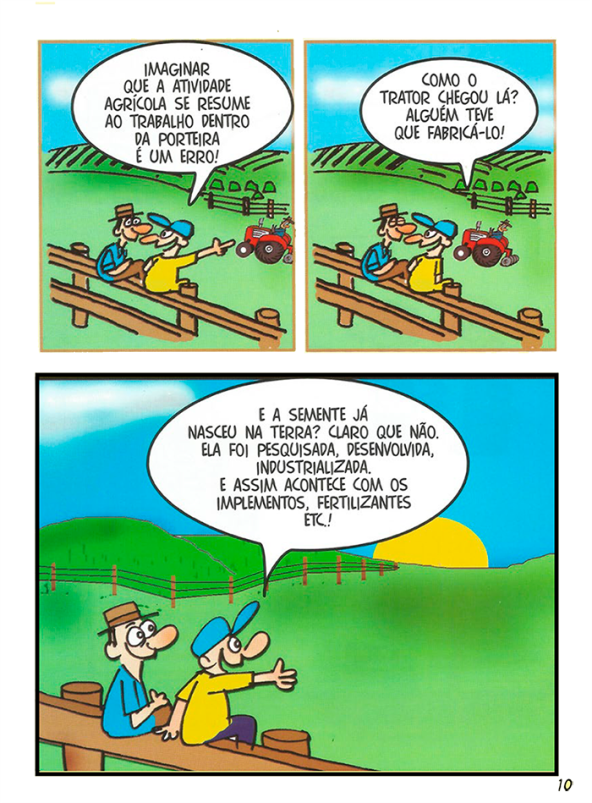 IMAGINAR
QUE A ATIVIDADE
AGRÍCOLA SE RESUME
AO TRABALHO DENTRO
DA PORTEIRA
É UM ERRO!
COMO O
TRATOR CHEGOU LÁ?
ALGUÉM TEVE
QUE FABRICÁ-LO!
E A SEMENTE JÁ
NASCEU NA TERRA? CLARO QUE NÃO.
ELA FOI PESQUISADA, DESENVOLVIDA,
INDUSTRIALIZADA.
E ASSIM ACONTECE COM OS
IMPLEMENTOS, FERTILIZANTES
ETC.!
10